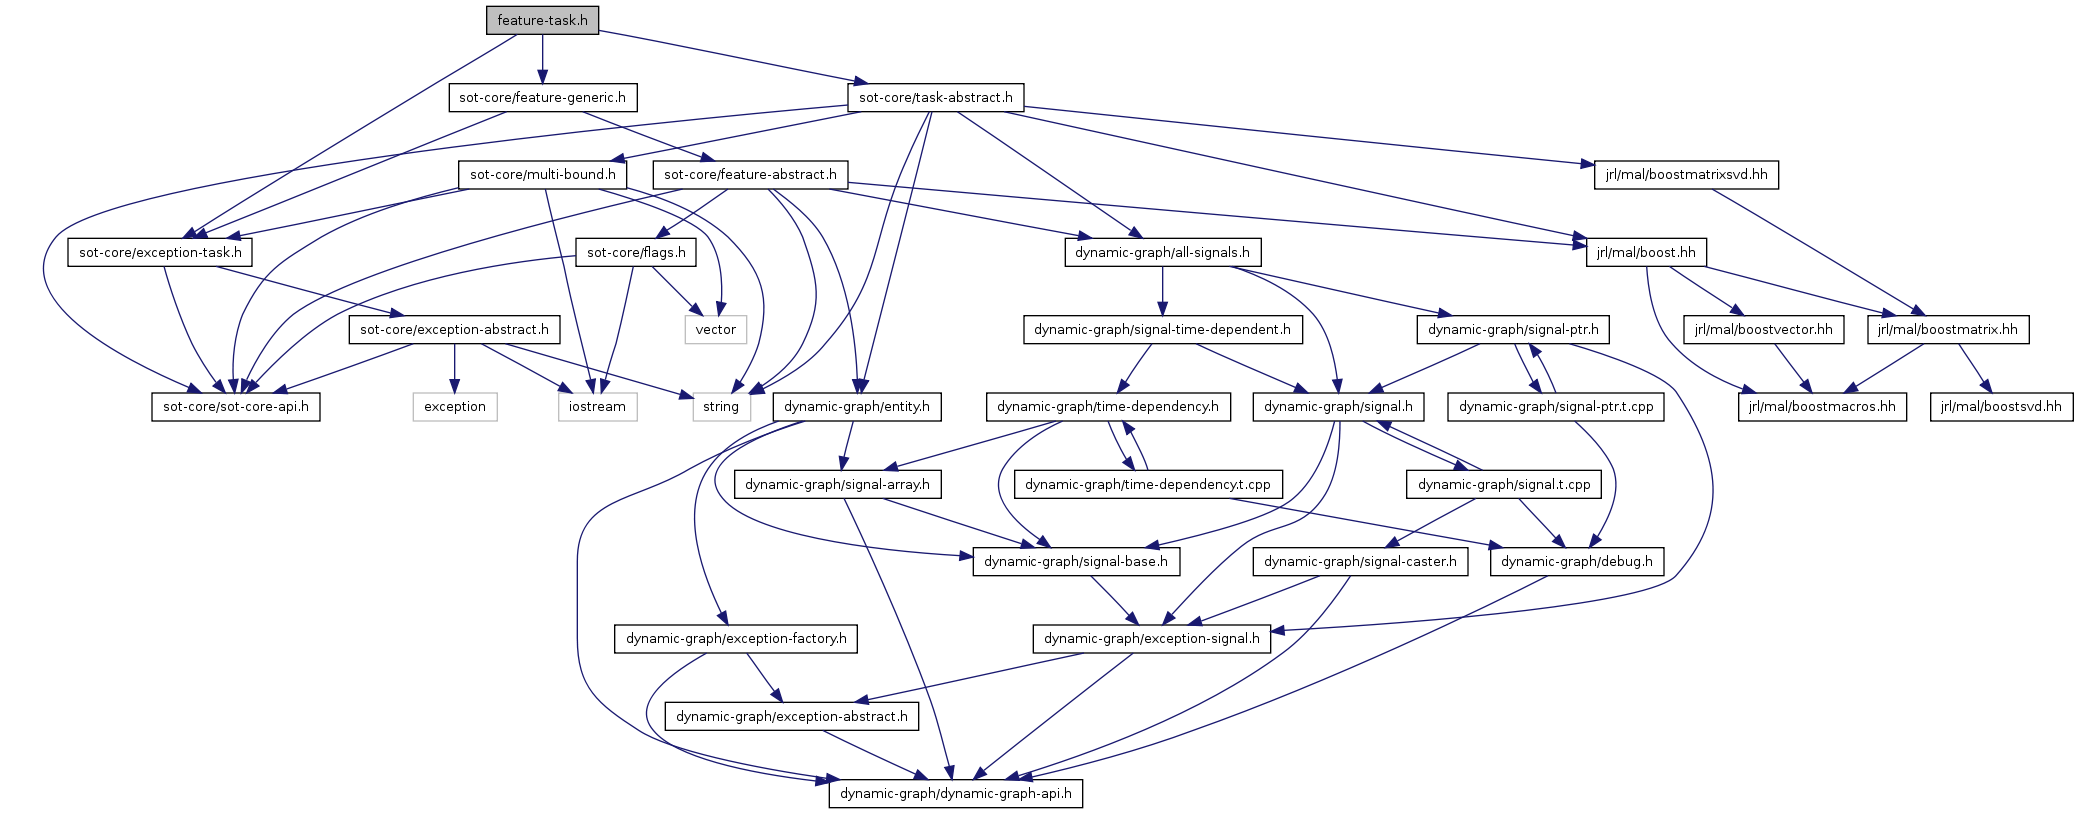 feature-task.h
sot-core/feature-generic.h
sot-core/task-abstract.h
sot-core/multi-bound.h
sot-core/feature-abstract.h
jrl/mal/boostmatrixsvd.hh
sot-core/exception-task.h
sot-core/flags.h
dynamic-graph/all-signals.h
jrl/mal/boost.hh
sot-core/exception-abstract.h
vector
dynamic-graph/signal-time-dependent.h
dynamic-graph/signal-ptr.h
jrl/mal/boostvector.hh
jrl/mal/boostmatrix.hh
sot-core/sot-core-api.h
exception
iostream
string
dynamic-graph/entity.h
dynamic-graph/time-dependency.h
dynamic-graph/signal.h
dynamic-graph/signal-ptr.t.cpp
jrl/mal/boostmacros.hh
jrl/mal/boostsvd.hh
dynamic-graph/signal-array.h
dynamic-graph/time-dependency.t.cpp
dynamic-graph/signal.t.cpp
dynamic-graph/signal-base.h
dynamic-graph/signal-caster.h
dynamic-graph/debug.h
dynamic-graph/exception-factory.h
dynamic-graph/exception-signal.h
dynamic-graph/exception-abstract.h
dynamic-graph/dynamic-graph-api.h